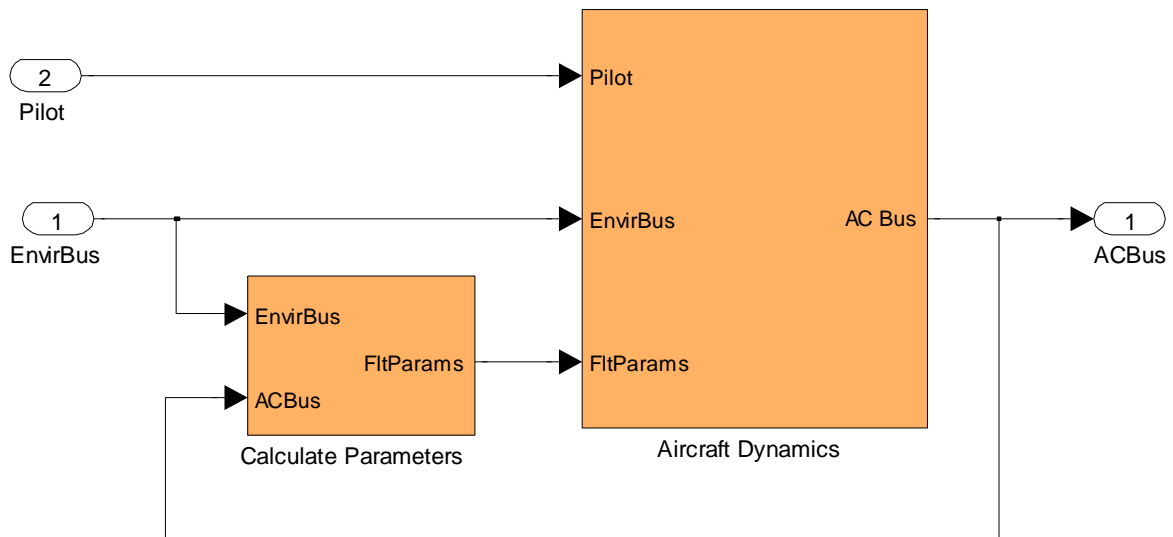 2
Pilot
Pilot
1
EnvirBus
EnvirBus
AC Bus
1
ACBus
EnvirBus
FltParams
ACBus
Calculate Parameters
FltParams
Aircraft Dynamics